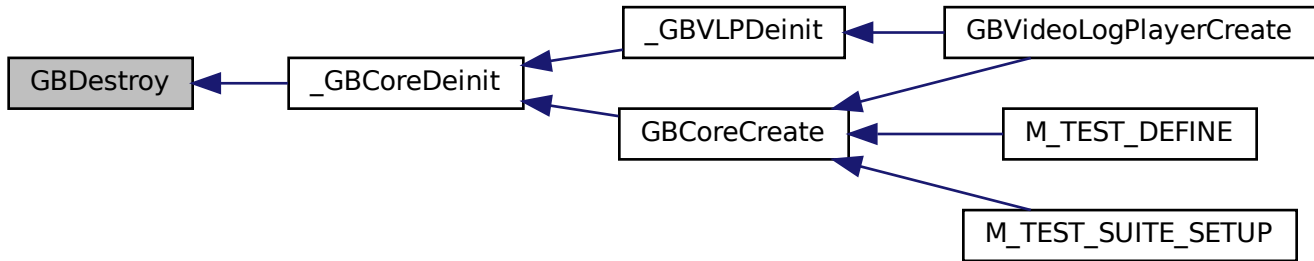 GBDestroy
_GBCoreDeinit
_GBVLPDeinit
GBCoreCreate
GBVideoLogPlayerCreate
M_TEST_DEFINE
M_TEST_SUITE_SETUP